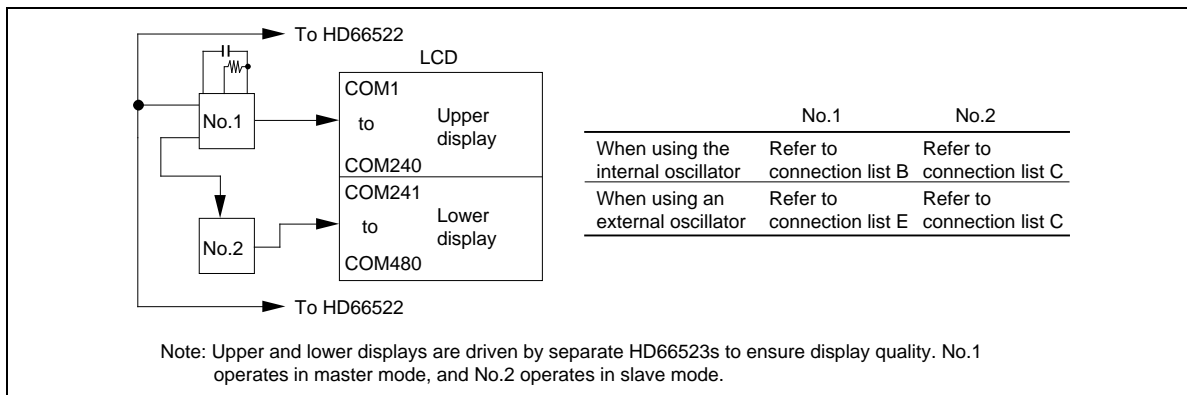 To HD66522
LCD
No.1
COM1
to
COM240
Upper
display
COM241
to
COM480
Lower
display
No.2
To HD66522
No.1 No.2
When using the Refer to Refer to
internal oscillator connection list B connection list C
When using an Refer to Refer to
external oscillator connection list E connection list C
Note: Upper and lower displays are driven by separate HD66523s to ensure display quality. No.1
operates in master mode, and No.2 operates in slave mode.